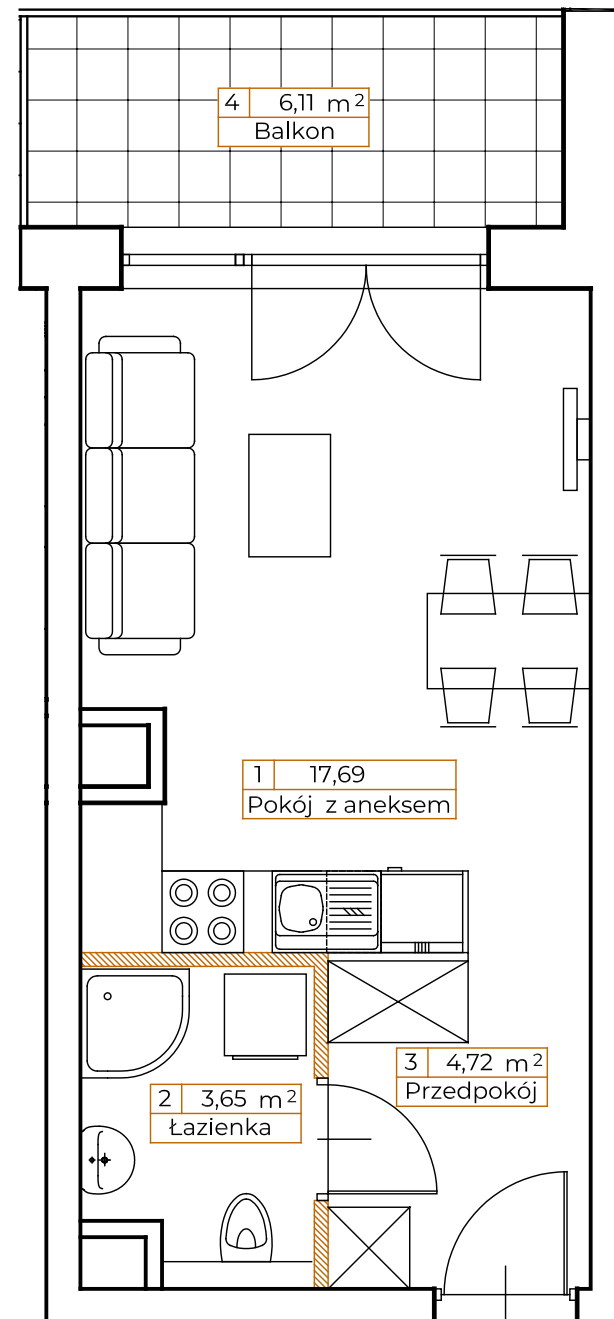 4 6,11 m²
Balkon
1 17,69
Pokój z aneksem
3 4,72 m²
Przedpokój
2 3,65 m²
Łazienka